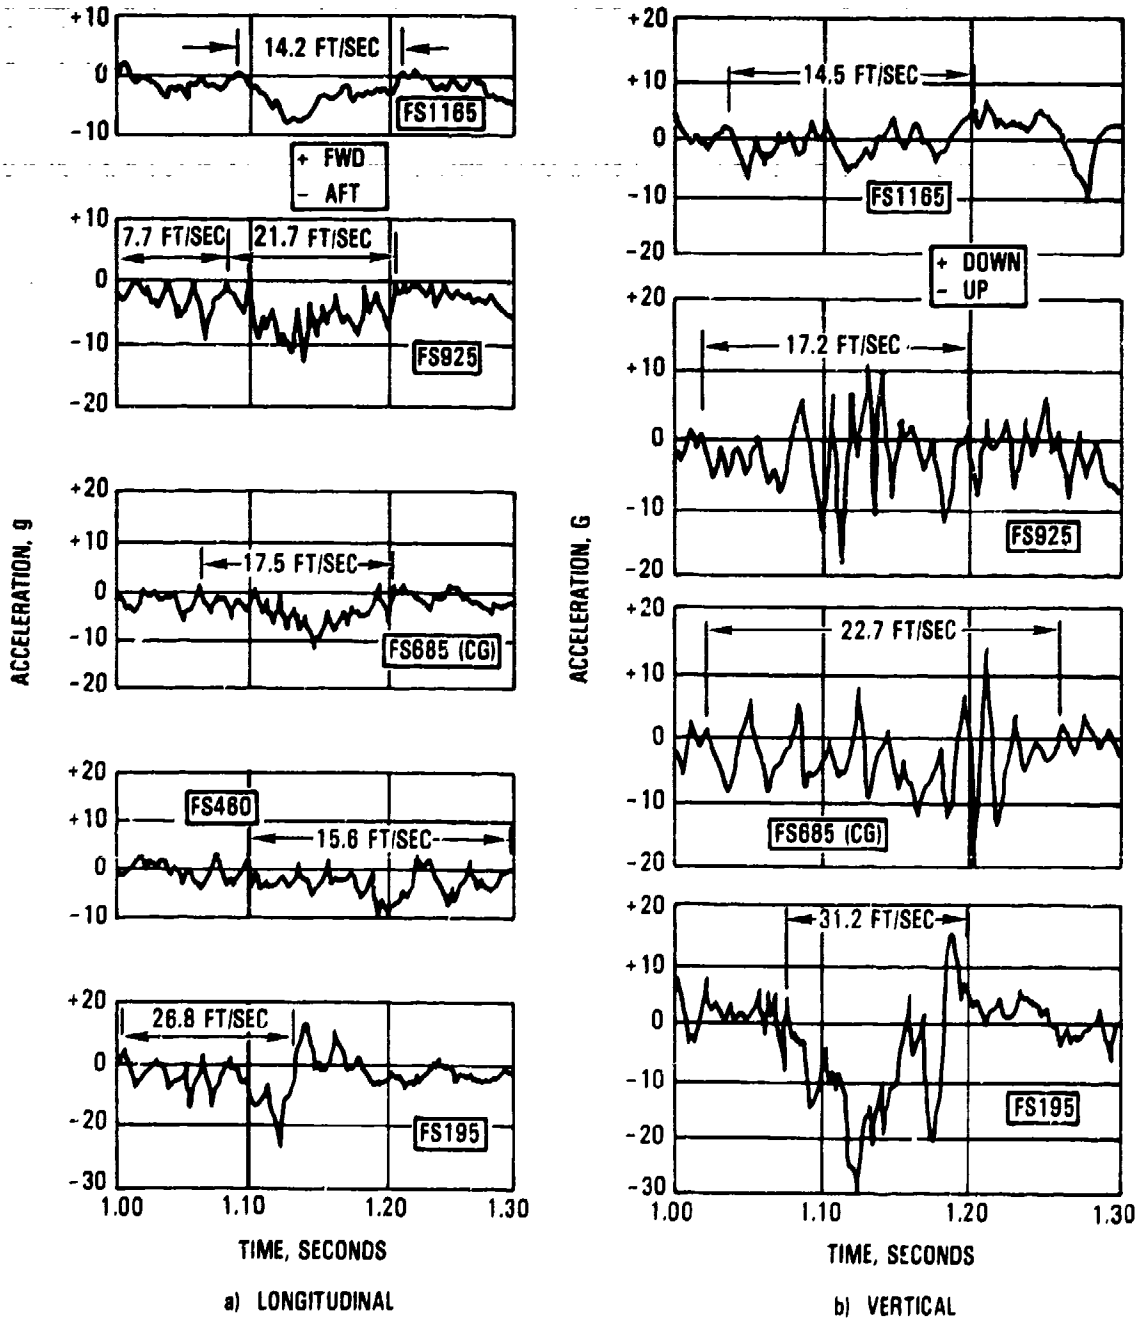 +10
14.2 FT/SEC
0
FS1165
-10
+ FWD
- AFT
+10
7.7 FT/SEC 21.7 FT/SEC
0
-10
FS925
-20
+20
+10
17.5 FT/SEC
0
-10
FS685 (CG)
-20
+20
FS460
+10
15.6 FT/SEC
0
-10
+20
26.8 FT/SEC
0
-10
-20
FS195
-30
1.00 1.10 1.20 1.30
ACCELERATION, g
TIME, SECONDS
a) LONGITUDINAL
+20
14.5 FT/SEC
+10
0
-10
FS1165
-20
+ DOWN
- UP
+20
17.2 FT/SEC
+10
0
-10
FS925
-20
+20
22.7 FT/SEC
+10
0
-10
FS685 (CG)
-20
+20
31.2 FT/SEC
+10
0
-10
FS195
-20
-30
1.00 1.10 1.20 1.30
ACCELERATION, G
TIME, SECONDS
b) VERTICAL